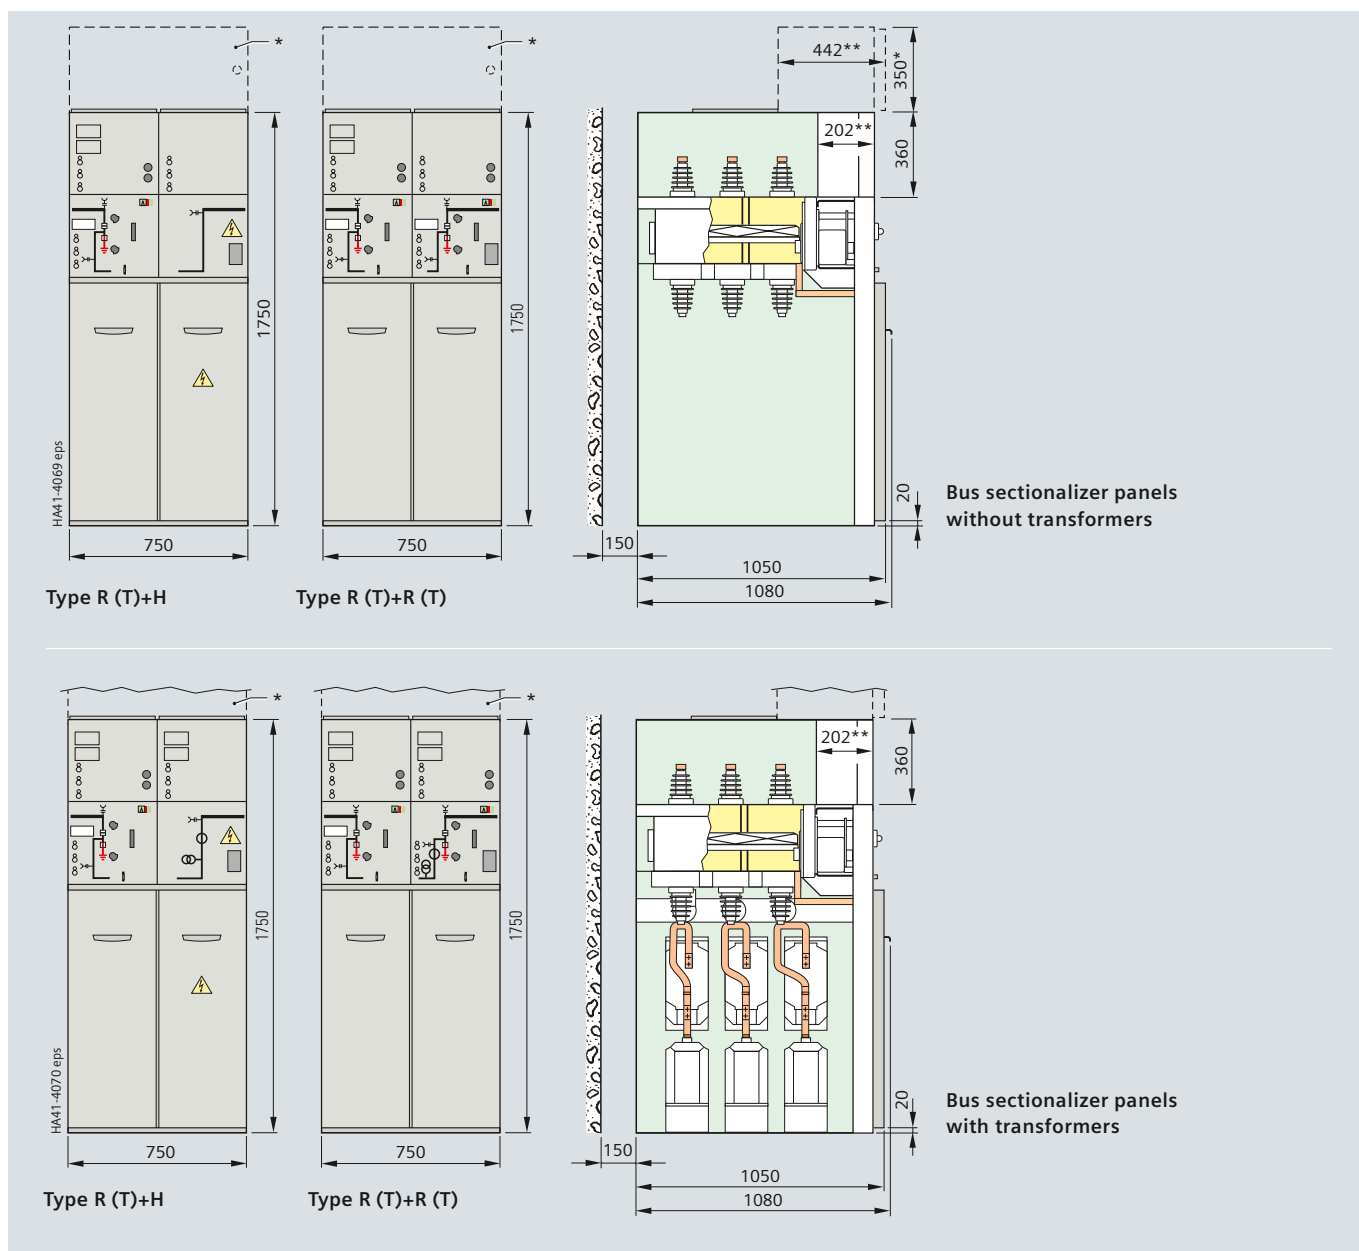 *
*
442**
350*
202**
360
1750
1750
20
HA41-4069 eps
Bus sectionalizer panels
without transformers
750
750
150
1050
1080
Type R (T)+H
Type R (T)+R (T)
*
*
202**
360
1750
1750
20
HA41-4070 eps
Bus sectionalizer panels
with transformers
750
750
150
1050
1080
Type R (T)+H
Type R (T)+R (T)